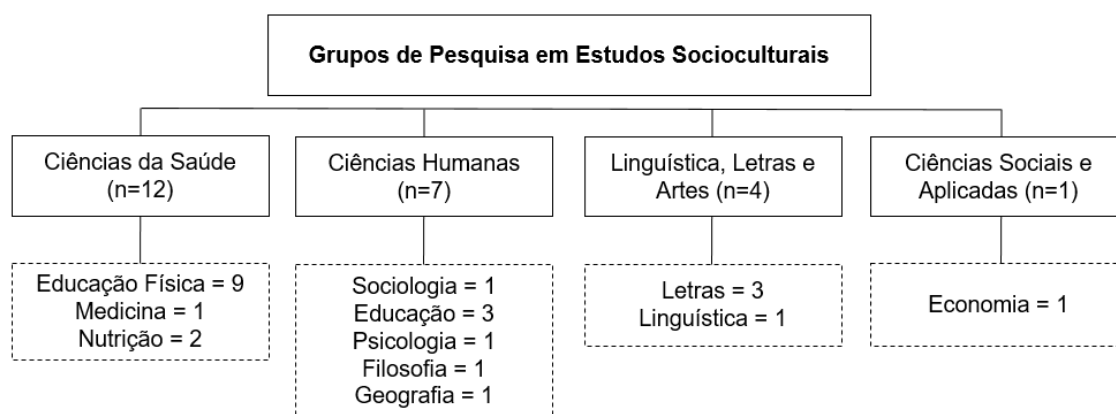 Grupos de Pesquisa em Estudos Socioculturais
Ciências da Saúde
(n=12)
Ciências Humanas
(n=7)
Linguística, Letras e
Artes (n=4)
Ciências Sociais e
Aplicadas (n=1)
Educação Física = 9
Medicina = 1
Nutrição = 2
Sociologia = 1
Educação = 3
Psicologia = 1
Filosofia = 1
Geografia = 1
Letras = 3
Linguística = 1
Economia = 1